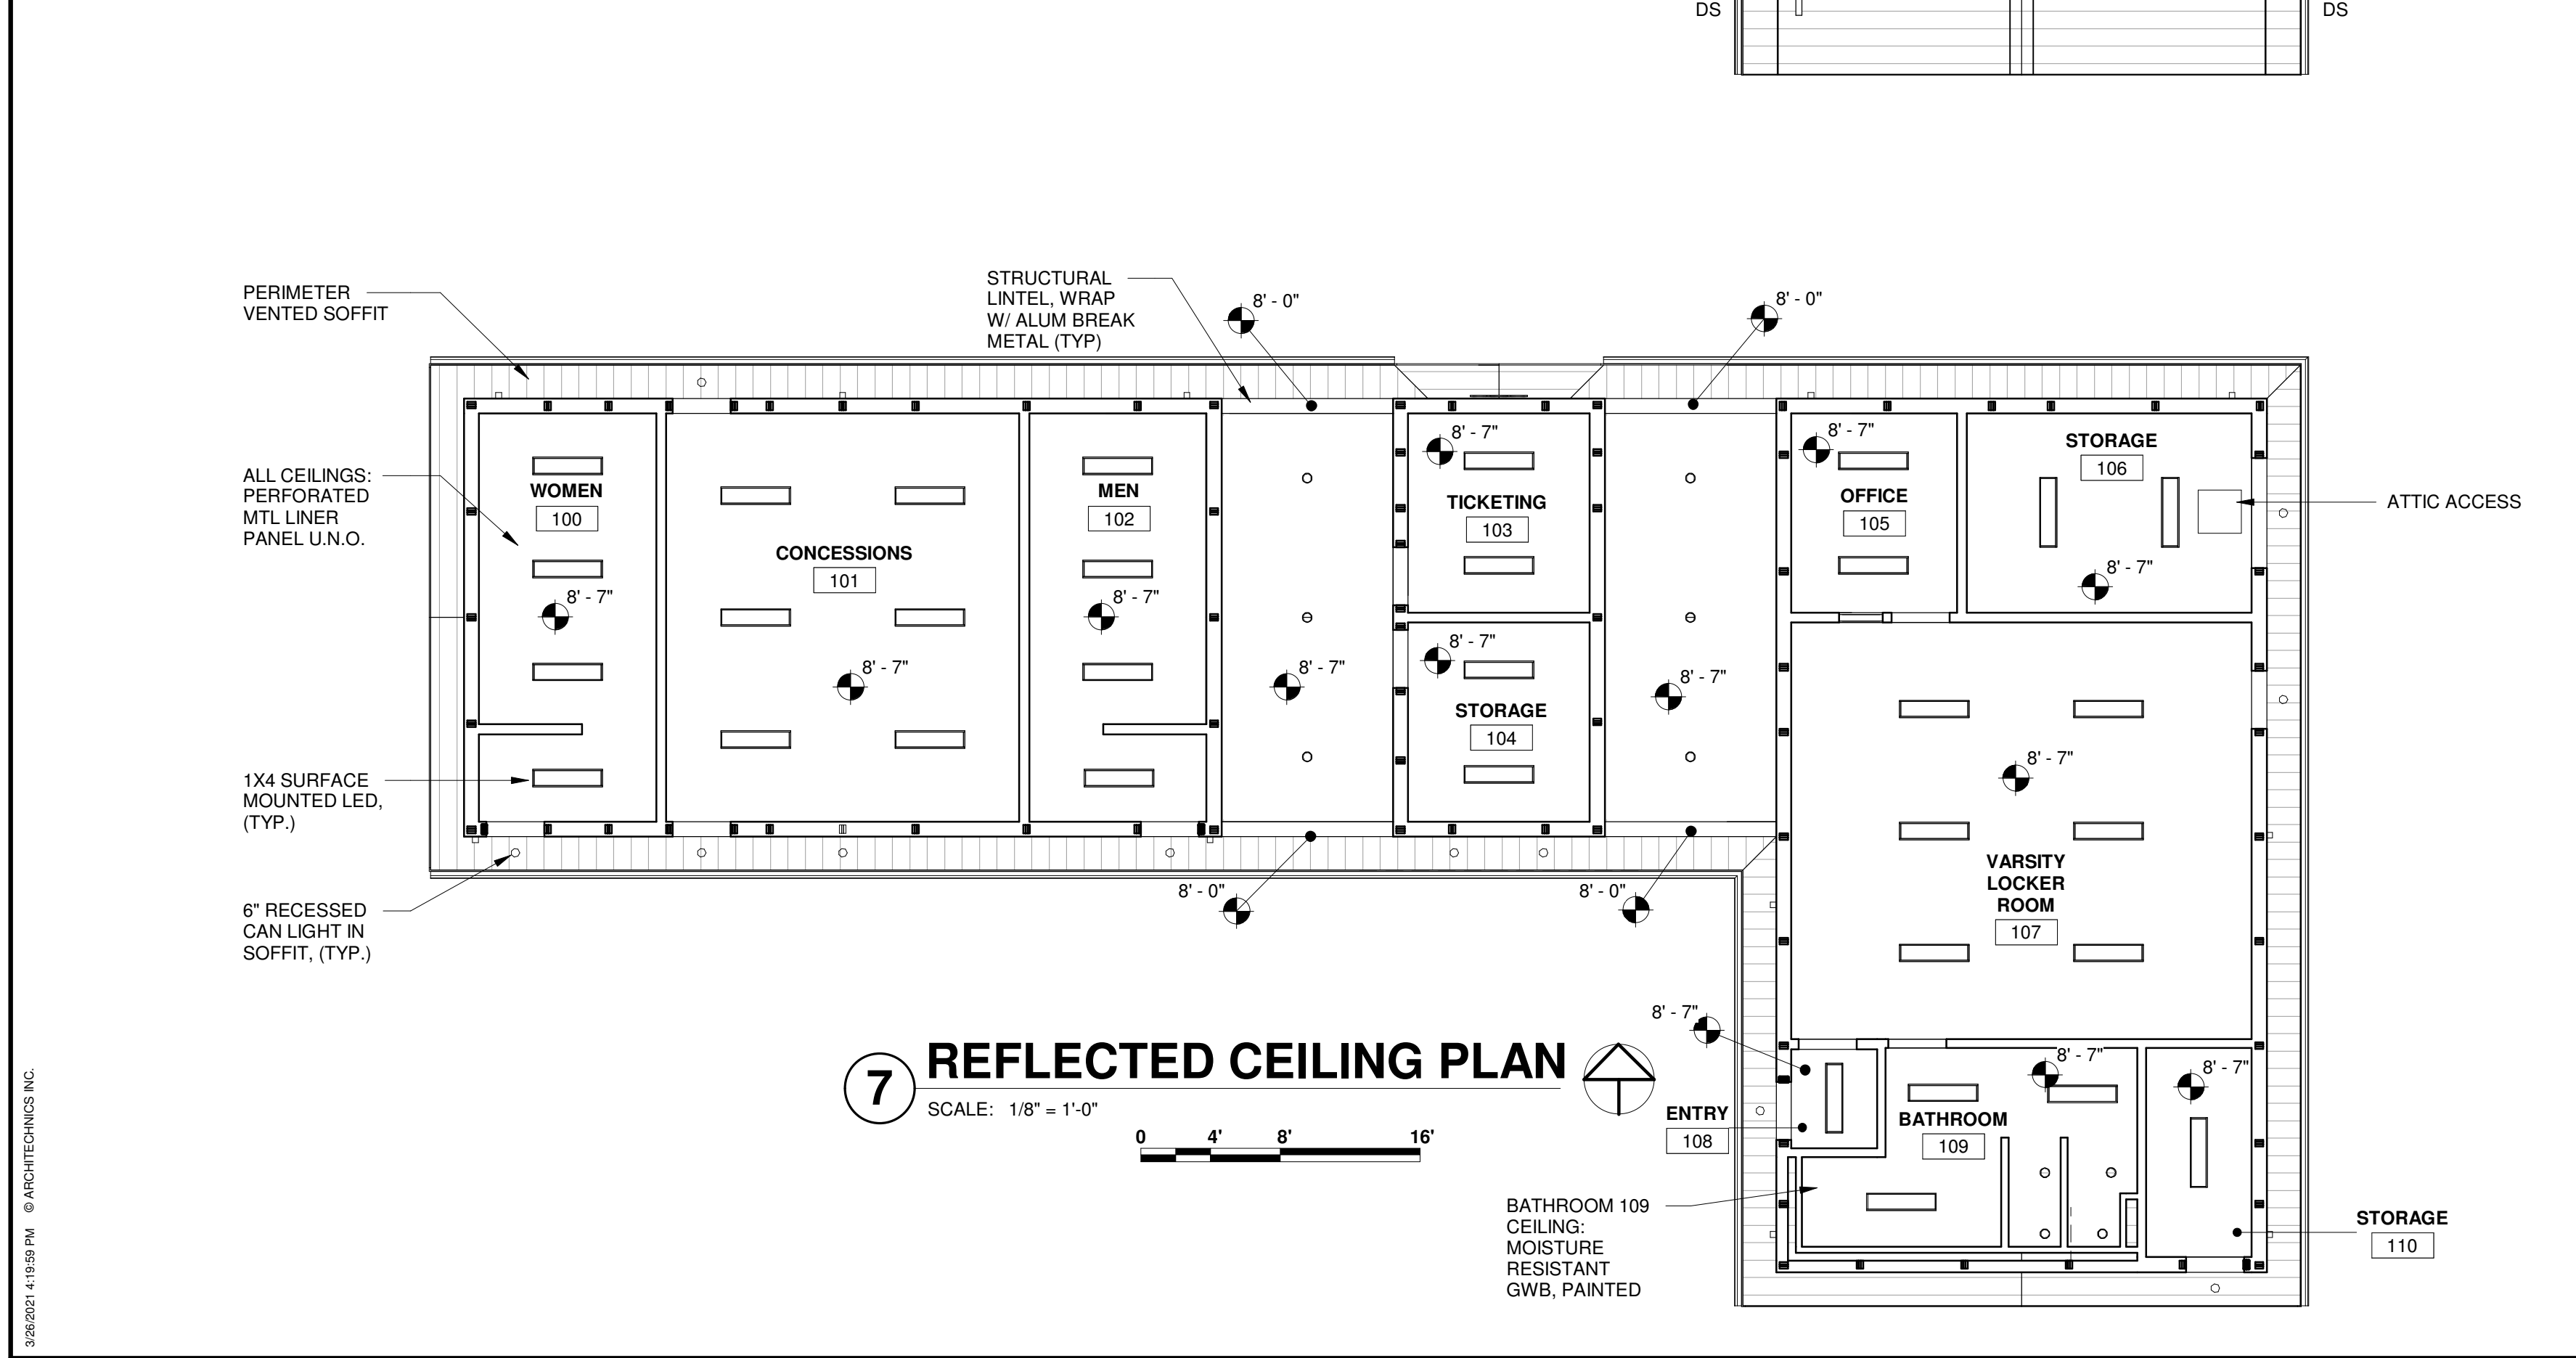 DS
DS
STRUCTURAL
LINTEL, WRAP
W/ ALUM BREAK
METAL (TYP)
8' - 0"
8' - 0"
PERIMETER
VENTED SOFFIT
ALL CEILINGS:
PERFORATED
MTL LINER
PANEL U.N.O.
WOMEN
100
8' - 7"
CONCESSIONS
101
8' - 7"
MEN
102
8' - 7"
8' - 7"
8' - 7"
TICKETING
103
8' - 7"
STORAGE
104
8' - 7"
8' - 7"
OFFICE
105
STORAGE
106
8' - 7"
ATTIC ACCESS
1X4 SURFACE
MOUNTED LED,
(TYP.)
8' - 7"
VARSITY
LOCKER
ROOM
107
6" RECESSED
CAN LIGHT IN
SOFFIT, (TYP.)
8' - 0"
8' - 0"
8' - 7"
ENTRY
108
8' - 7"
BATHROOM
109
8' - 7"
STORAGE
110
BATHROOM 109
CEILING:
MOISTURE
RESISTANT
GWB, PAINTED
7
REFLECTED CEILING PLAN
SCALE: 1/8" = 1'-0"
0 4' 8' 16'
3/26/2021 4:19:59 PM © ARCHITECHNICS INC.